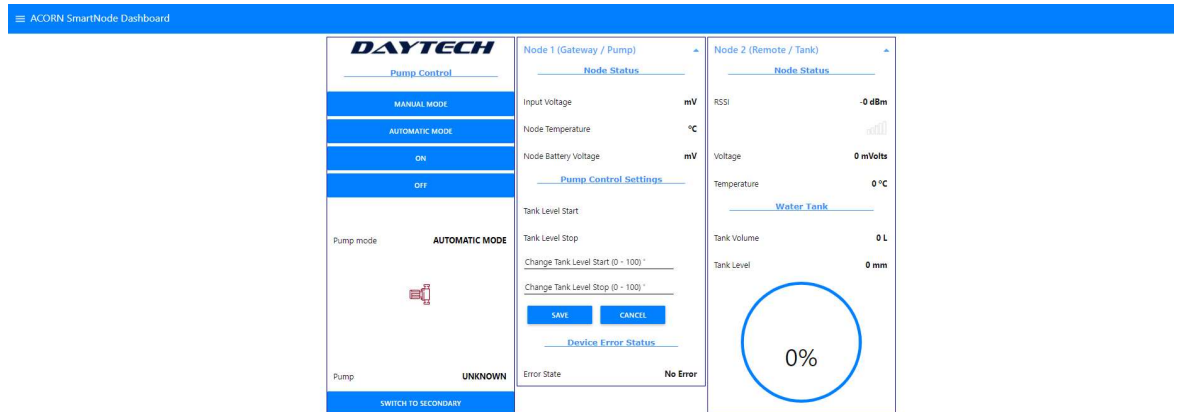 ACORN SmartNode Dashboard
DAYTECH
Pump Control
MANUAL MODE
AUTOMATIC MODE
ON
OFF
Pump mode AUTOMATIC MODE
Pump UNKNOWN
SWITCH TO SECONDARY
Node 1 (Gateway / Pump)
Node Status
Input Voltage mV
Node Temperature °C
Node Battery Voltage mV
Pump Control Settings
Tank Level Start
Tank Level Stop
Change Tank Level Start (0 - 100) *
Change Tank Level Stop (0 - 100) *
SAVE CANCEL
Device Error Status
Error State No Error
Node 2 (Remote / Tank)
Node Status
RSSI -0 dBm
Voltage 0 mVolts
Temperature 0 °C
Water Tank
Tank Volume 0 L
Tank Level 0 mm
0%